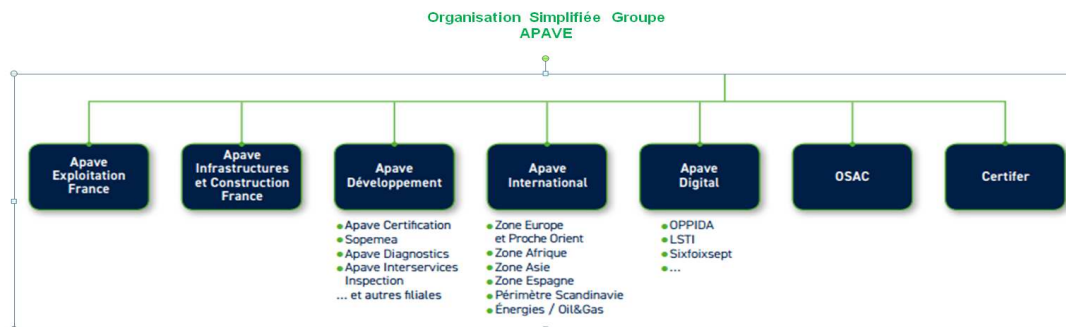 Organisation Simplifiée Groupe
APAVE
Apave
Exploitation
France
Apave
Infrastructures
et Construction
France
Apave
Développement
Apave
International
Apave
Digital
OSAC
Certifer
Apave Certification
Sopemea
Apave Diagnostics
Apave Interservices
Inspection
... et autres filiales
Zone Europe
et Proche Orient
Zone Afrique
Zone Asie
Zone Espagne
Périmètre Scandinavie
Énergies / Oil&Gas
OPPIDA
LSTI
Sixfoixsept
...